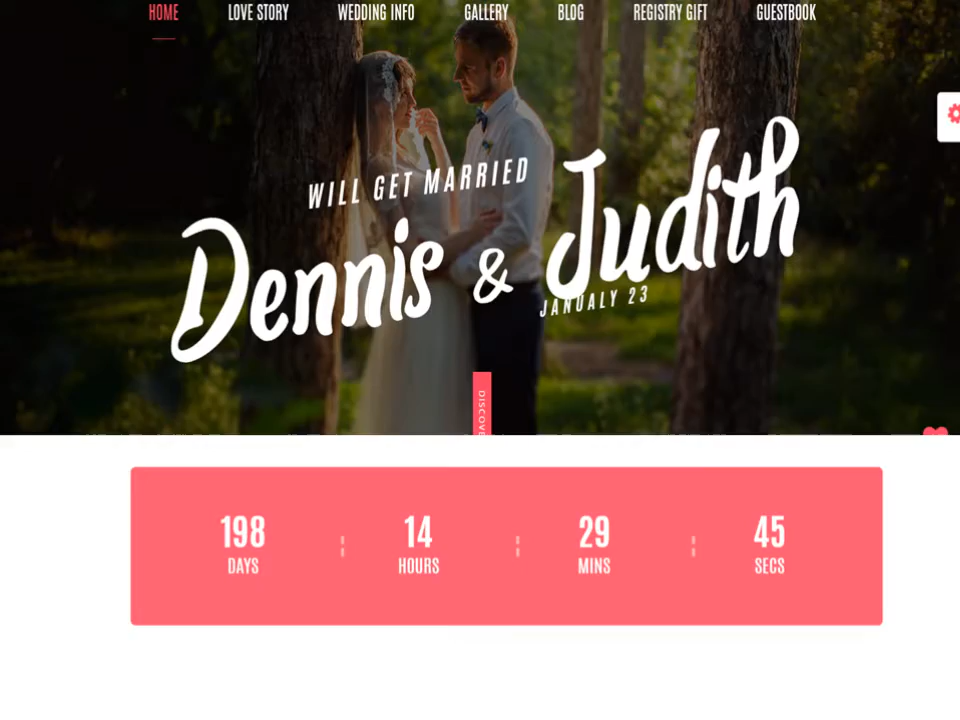 HOME LOVE STORY WEDDING INFO GALLERY BLOG REGISTRY GIFT GUESTBOOK
WILL GET MARRIED
Dennis & Judith
JANUALY 23
DISCOVE
198 : 14 : 29 : 45
DAYS HOURS MINS SECS